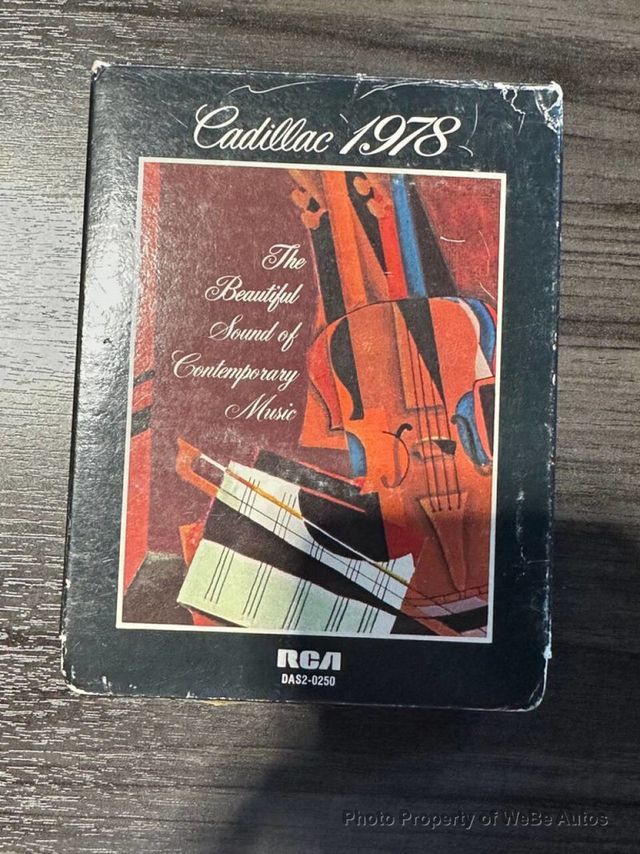 Cadillac 1978
The
Beautiful
Sound of
Contemporary
Music
RCA
DAS2-0250
Photo Property of WeBe Autos